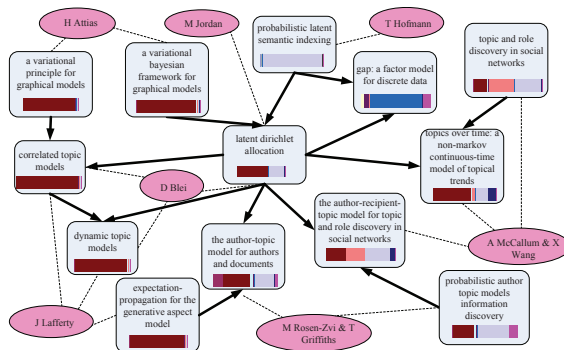 H Attias
M Jordan
T Hofmann
a variational
principle for
graphical models
a variational
bayesian framework
for graphical models
probabilistic latent
semantic indexing
gap: a factor model
for discrete data
topic and role
discovery in social
networks
correlated topic
models
latent dirichlet
allocation
topics over time: a
non-markov
continuous-time
model of topical
trends
D Blei
dynamic topic
models
the author-topic
model for authors
and documents
the author-recipient-
topic model for topic
and role discovery in
social networks
A McCallum & X
Wang
J Lafferty
expectation-
propagation for the
generative aspect
model
M Rosen-Zvi & T
Griffiths
probabilistic author
topic models
information
discovery